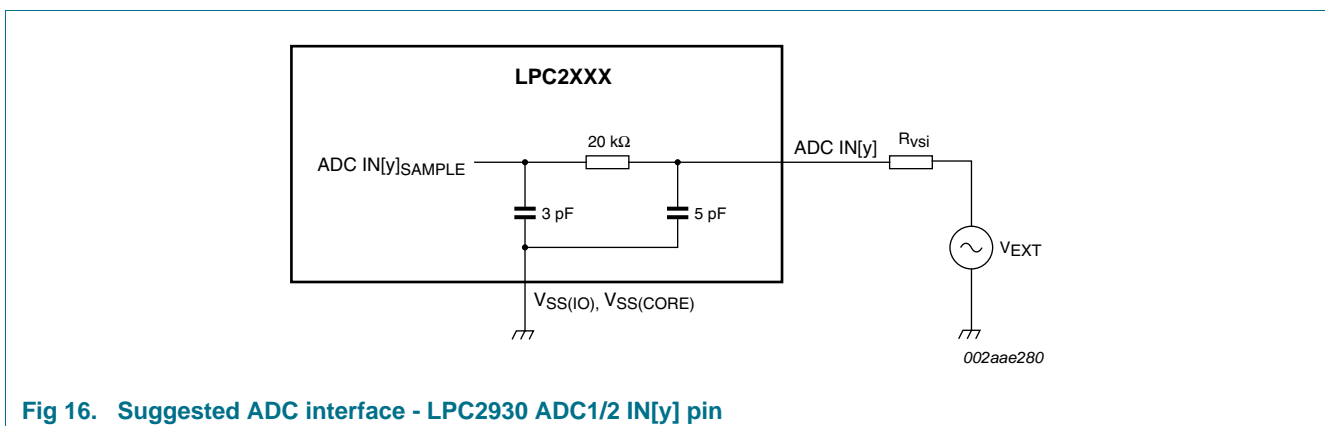 LPC2XXX
20 kΩ
ADC IN[y]
Rvsi
ADC IN[y]SAMPLE
3 pF
5 pF
VEXT
VSS(IO), VSS(CORE)
002aae280
Fig 16. Suggested ADC interface - LPC2930 ADC1/2 IN[y] pin